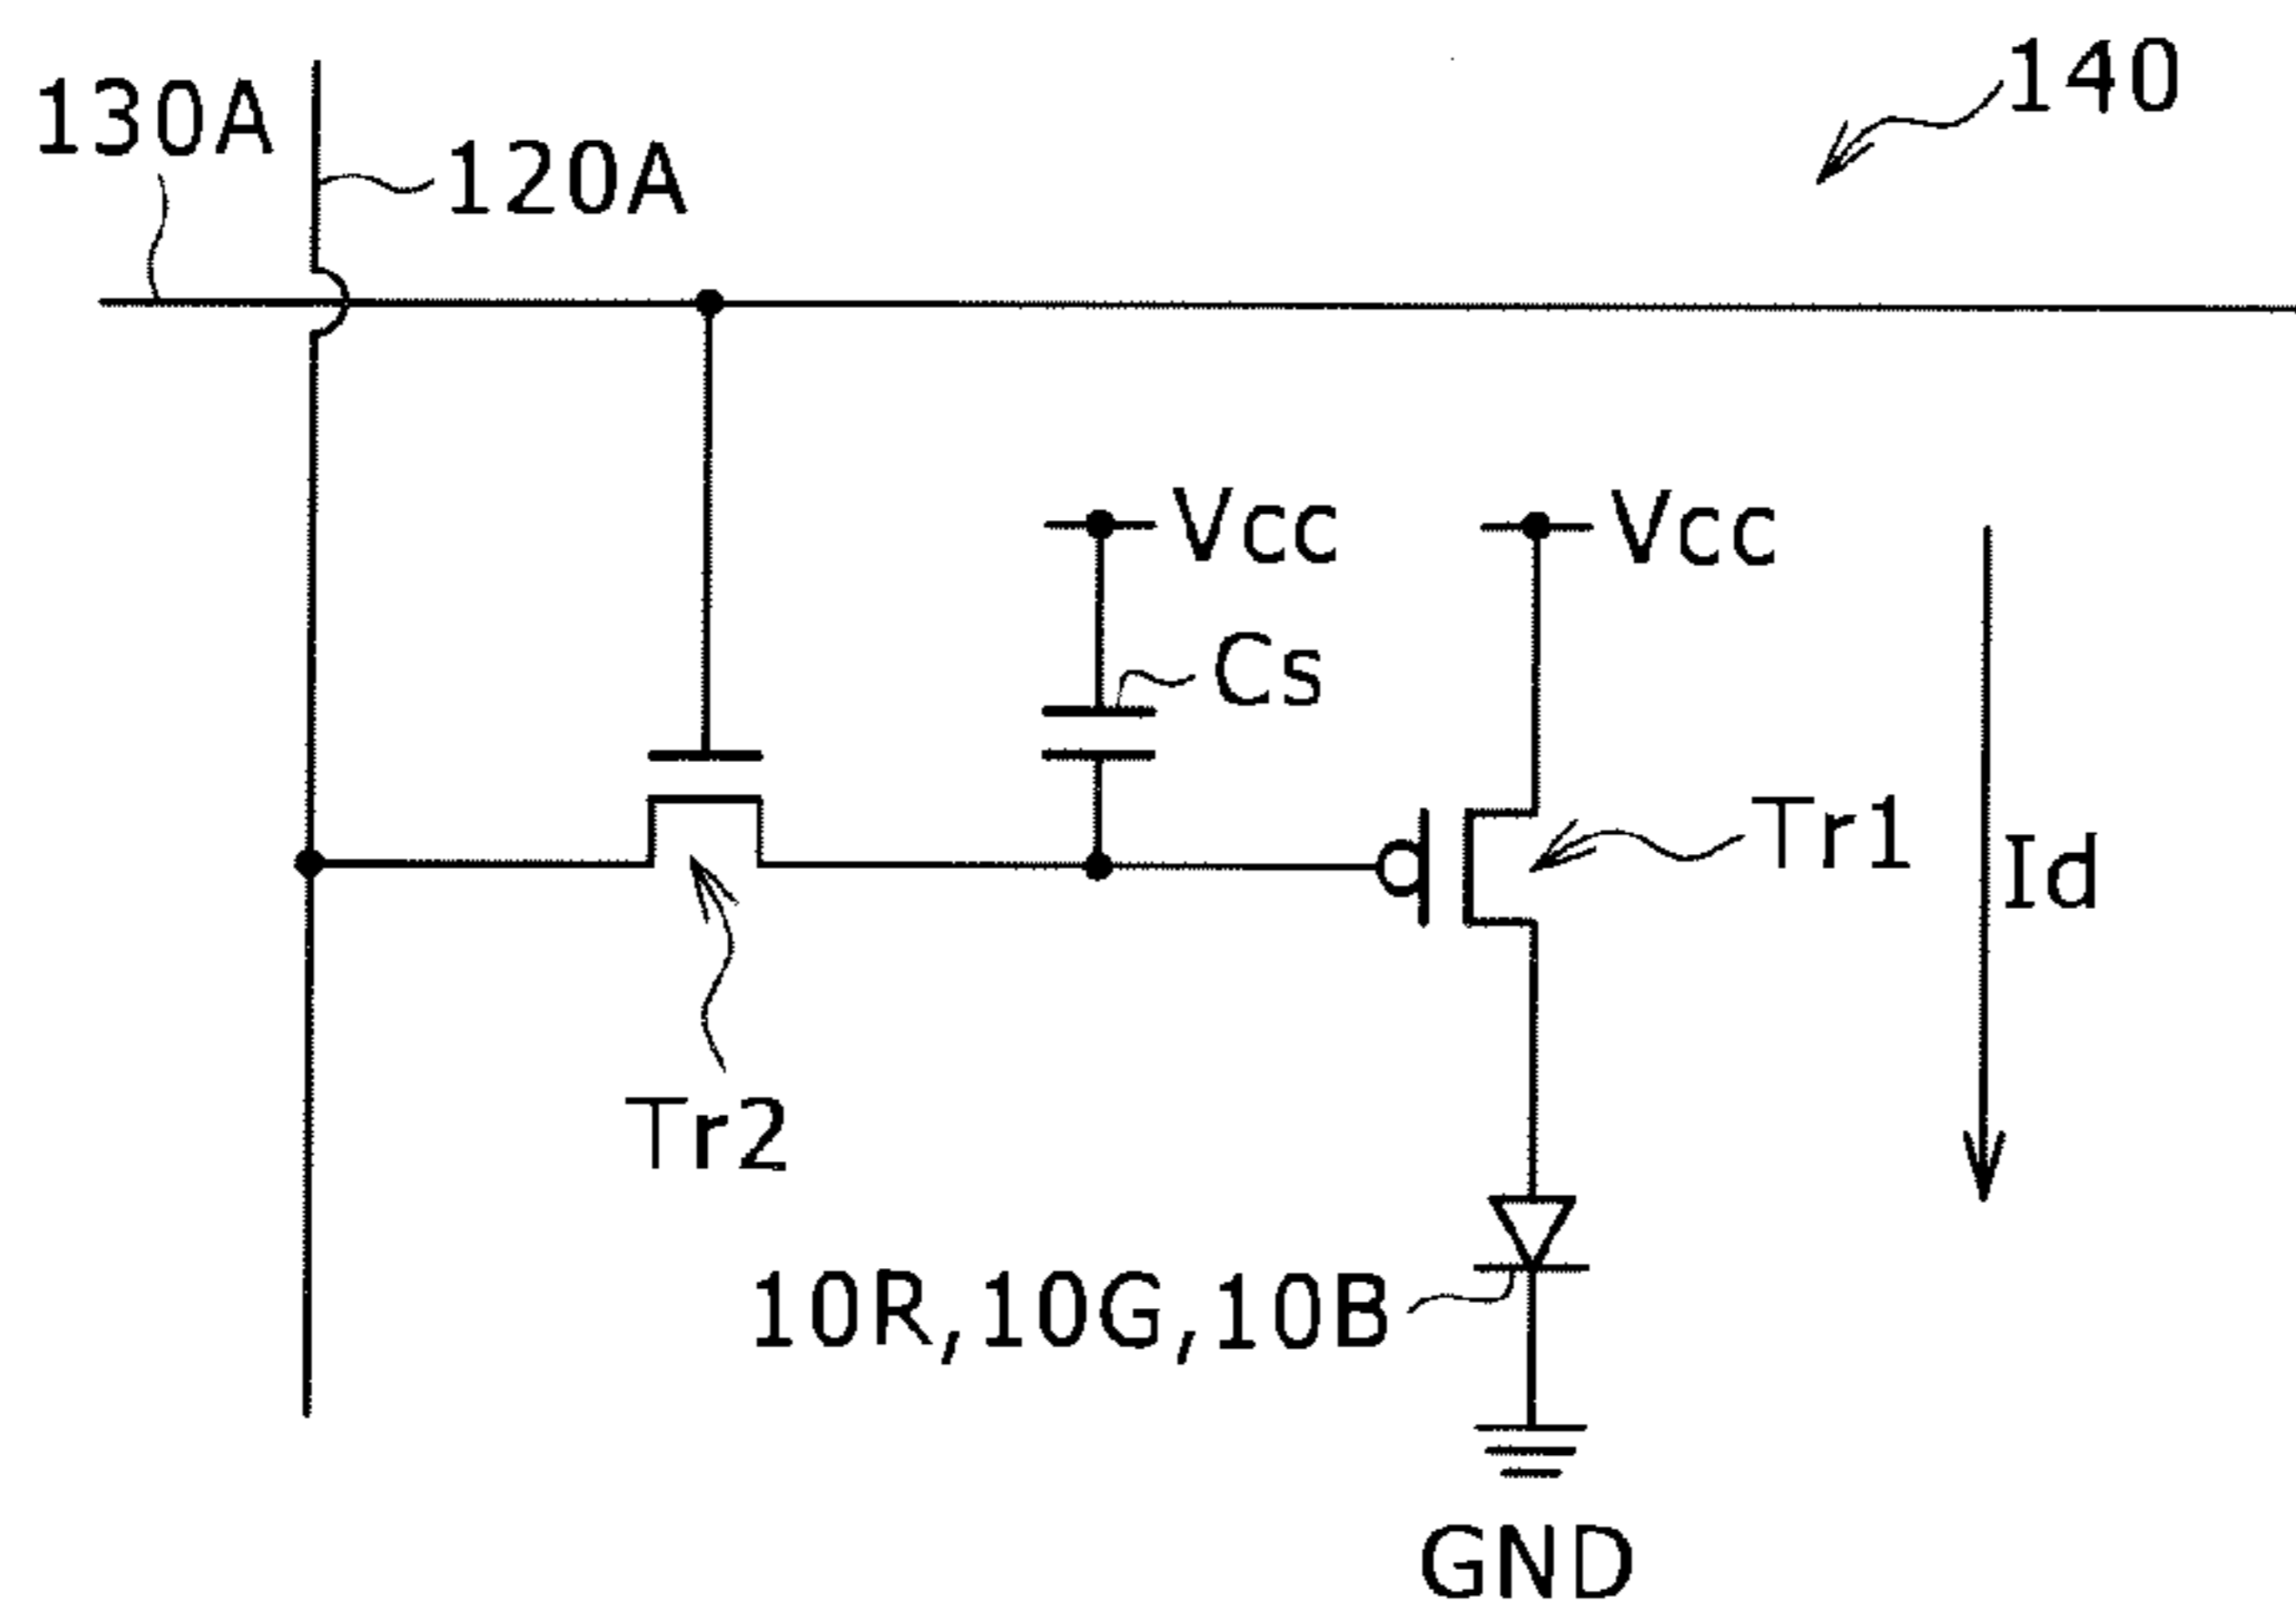 140
130A
120A
Vcc
Vcc
Cs
Tr1
Id
Tr2
10R,10G,10B
GND